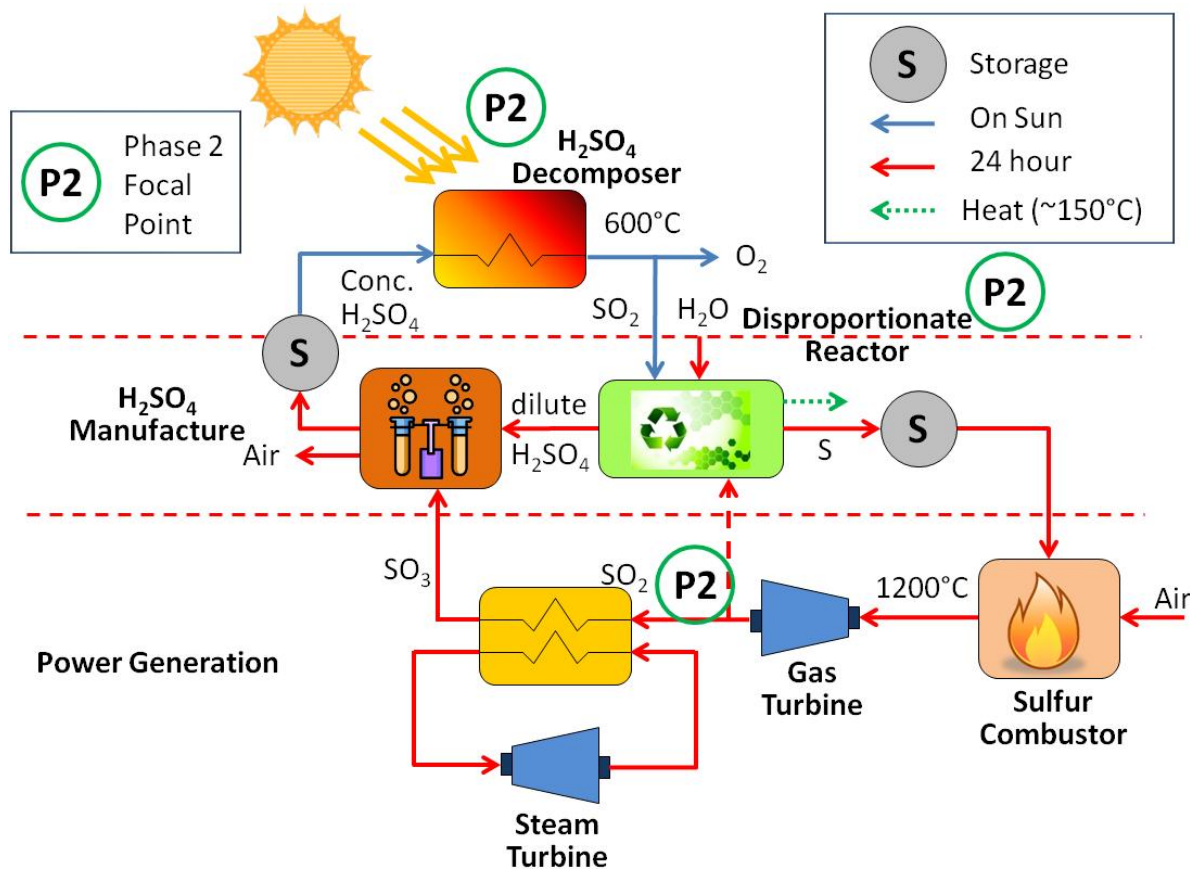 P2
Phase 2
Focal
Point
P2
H₂SO₄
Decomposer
S
Storage
On Sun
24 hour
Heat (~150°C)
600°C
O₂
Conc.
H₂SO₄
SO₂
H₂O
P2
Disproportionate
Reactor
S
H₂SO₄
Manufacture
Air
dilute
H₂SO₄
S
S
SO₃
SO₂
P2
1200°C
Air
Power Generation
Gas
Turbine
Sulfur
Combustor
Steam
Turbine